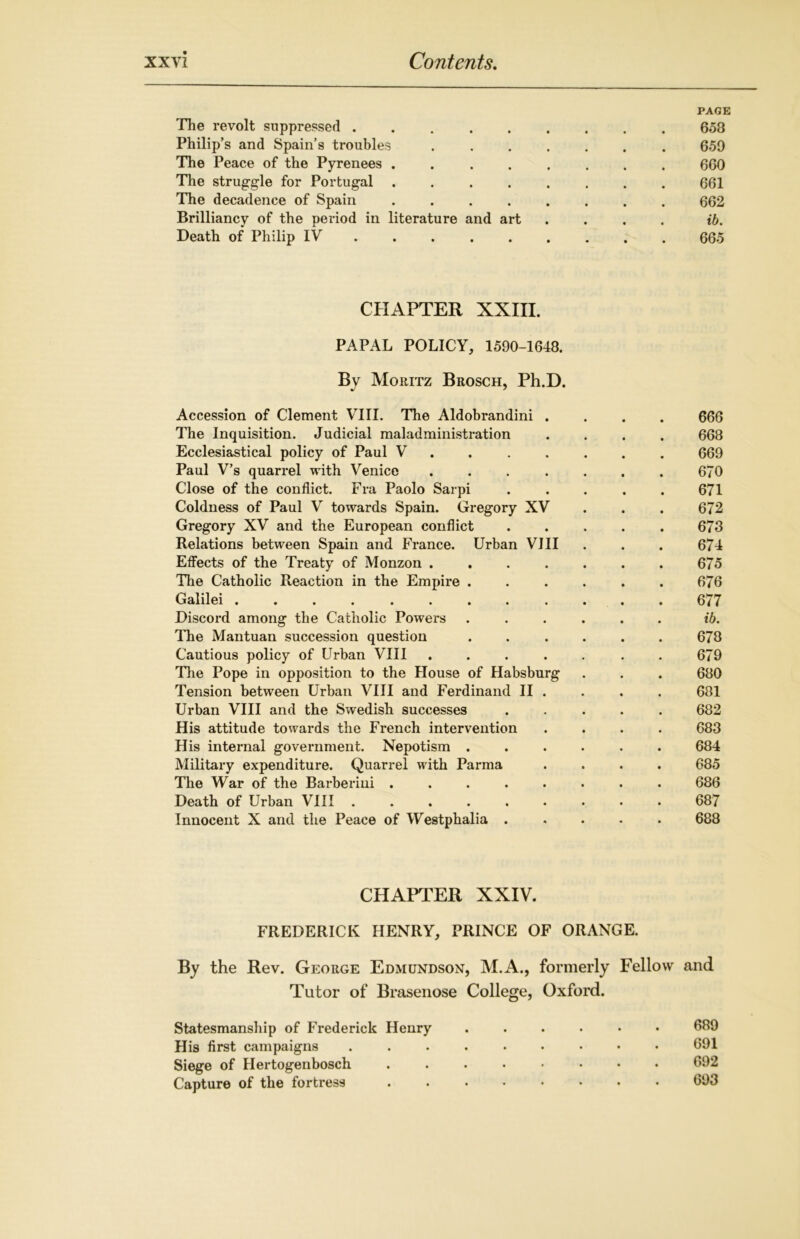 xxvi Contents.
PAGE
The revolt suppressed . . . . . . . . . 658
Philip's and Spain's troubles . . . . . . . 659
The Peace of the Pyrenees . . . . . . . . 660
The struggle for Portugal . . . . . . . . 661
The decadence of Spain . . . . . . . . 662
Brilliancy of the period in literature and art . . . . ib.
Death of Philip IV . . . . . . . . . 665
CHAPTER XXIII.
PAPAL POLICY, 1590-1648.
By Moritz Brosch, Ph.D.
Accession of Clement VIII. The Aldobrandini . . . . 666
The Inquisition. Judicial maladministration . . . . 668
Ecclesiastical policy of Paul V . . . . . . . 669
Paul V's quarrel with Venice . . . . . . . 670
Close of the conflict. Fra Paolo Sarpi . . . . . 671
Coldness of Paul V towards Spain. Gregory XV . . . 672
Gregory XV and the European conflict . . . . . 673
Relations between Spain and France. Urban VIII . . . 674
Effects of the Treaty of Monzon . . . . . . . 675
The Catholic Reaction in the Empire . . . . . . 676
Galilei . . . . . . . . . . . . 677
Discord among the Catholic Powers . . . . . . ib.
The Mantuan succession question . . . . . . 678
Cautious policy of Urban VIII . . . . . . . 679
The Pope in opposition to the House of Habsburg . . . 680
Tension between Urban VIII and Ferdinand II . . . . 681
Urban VIII and the Swedish successes . . . . . 682
His attitude towards the French intervention . . . . 683
His internal government. Nepotism . . . . . . 684
Military expenditure. Quarrel with Parma . . . . 685
The War of the Barberini . . . . . . . . 686
Death of Urban VIII . . . . . . . . . 687
Innocent X and the Peace of Westphalia . . . . . 688
CHAPTER XXIV.
FREDERICK HENRY, PRINCE OF ORANGE.
By the Rev. George Edmundson, M.A., formerly Fellow and
Tutor of Brasenose College, Oxford.
Statesmanship of Frederick Henry . . . . . . 689
His first campaigns . . . . . . . . . 691
Siege of Hertogenbosch . . . . . . . . 692
Capture of the fortress . . . . . . . . 693